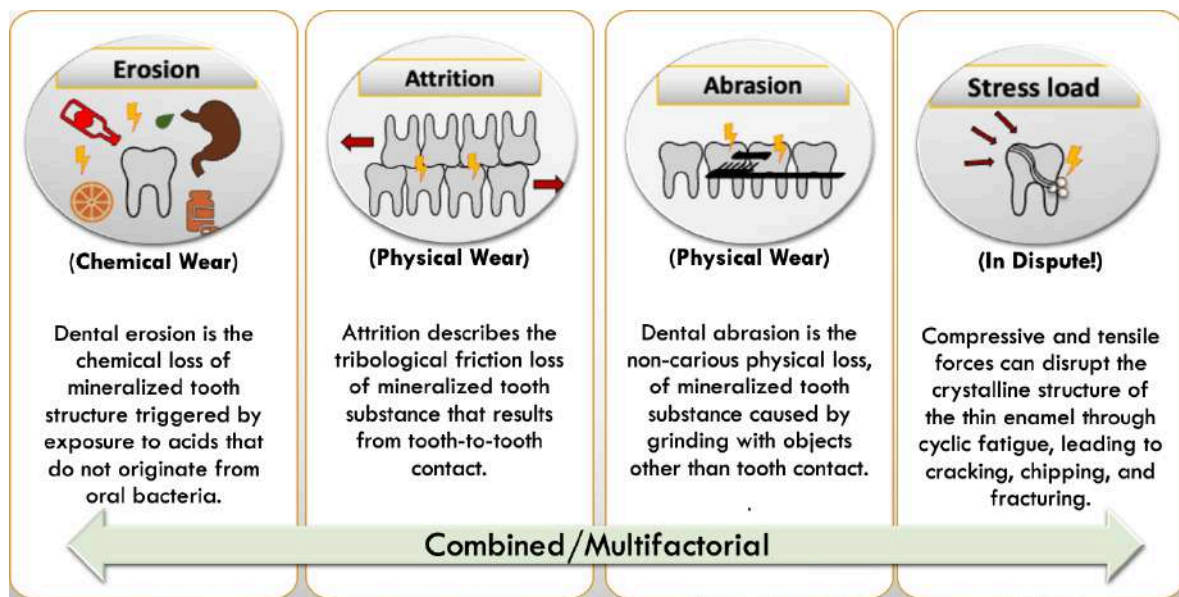 Erosion
(Chemical Wear)
Dental erosion is the
chemical loss of
mineralized tooth
structure triggered by
exposure to acids that
do not originate from
oral bacteria.
Attrition
(Physical Wear)
Attrition describes the
tribological friction loss
of mineralized tooth
substance that results
from tooth-to-tooth
contact.
Abrasion
(Physical Wear)
Dental abrasion is the
non-carious physical loss,
of mineralized tooth
substance caused by
grinding with objects
other than tooth contact.
.
Stress load
(In Dispute!)
Compressive and tensile
forces can disrupt the
crystalline structure of
the thin enamel through
cyclic fatigue, leading to
cracking, chipping, and
fracturing.
Combined/Multifactorial